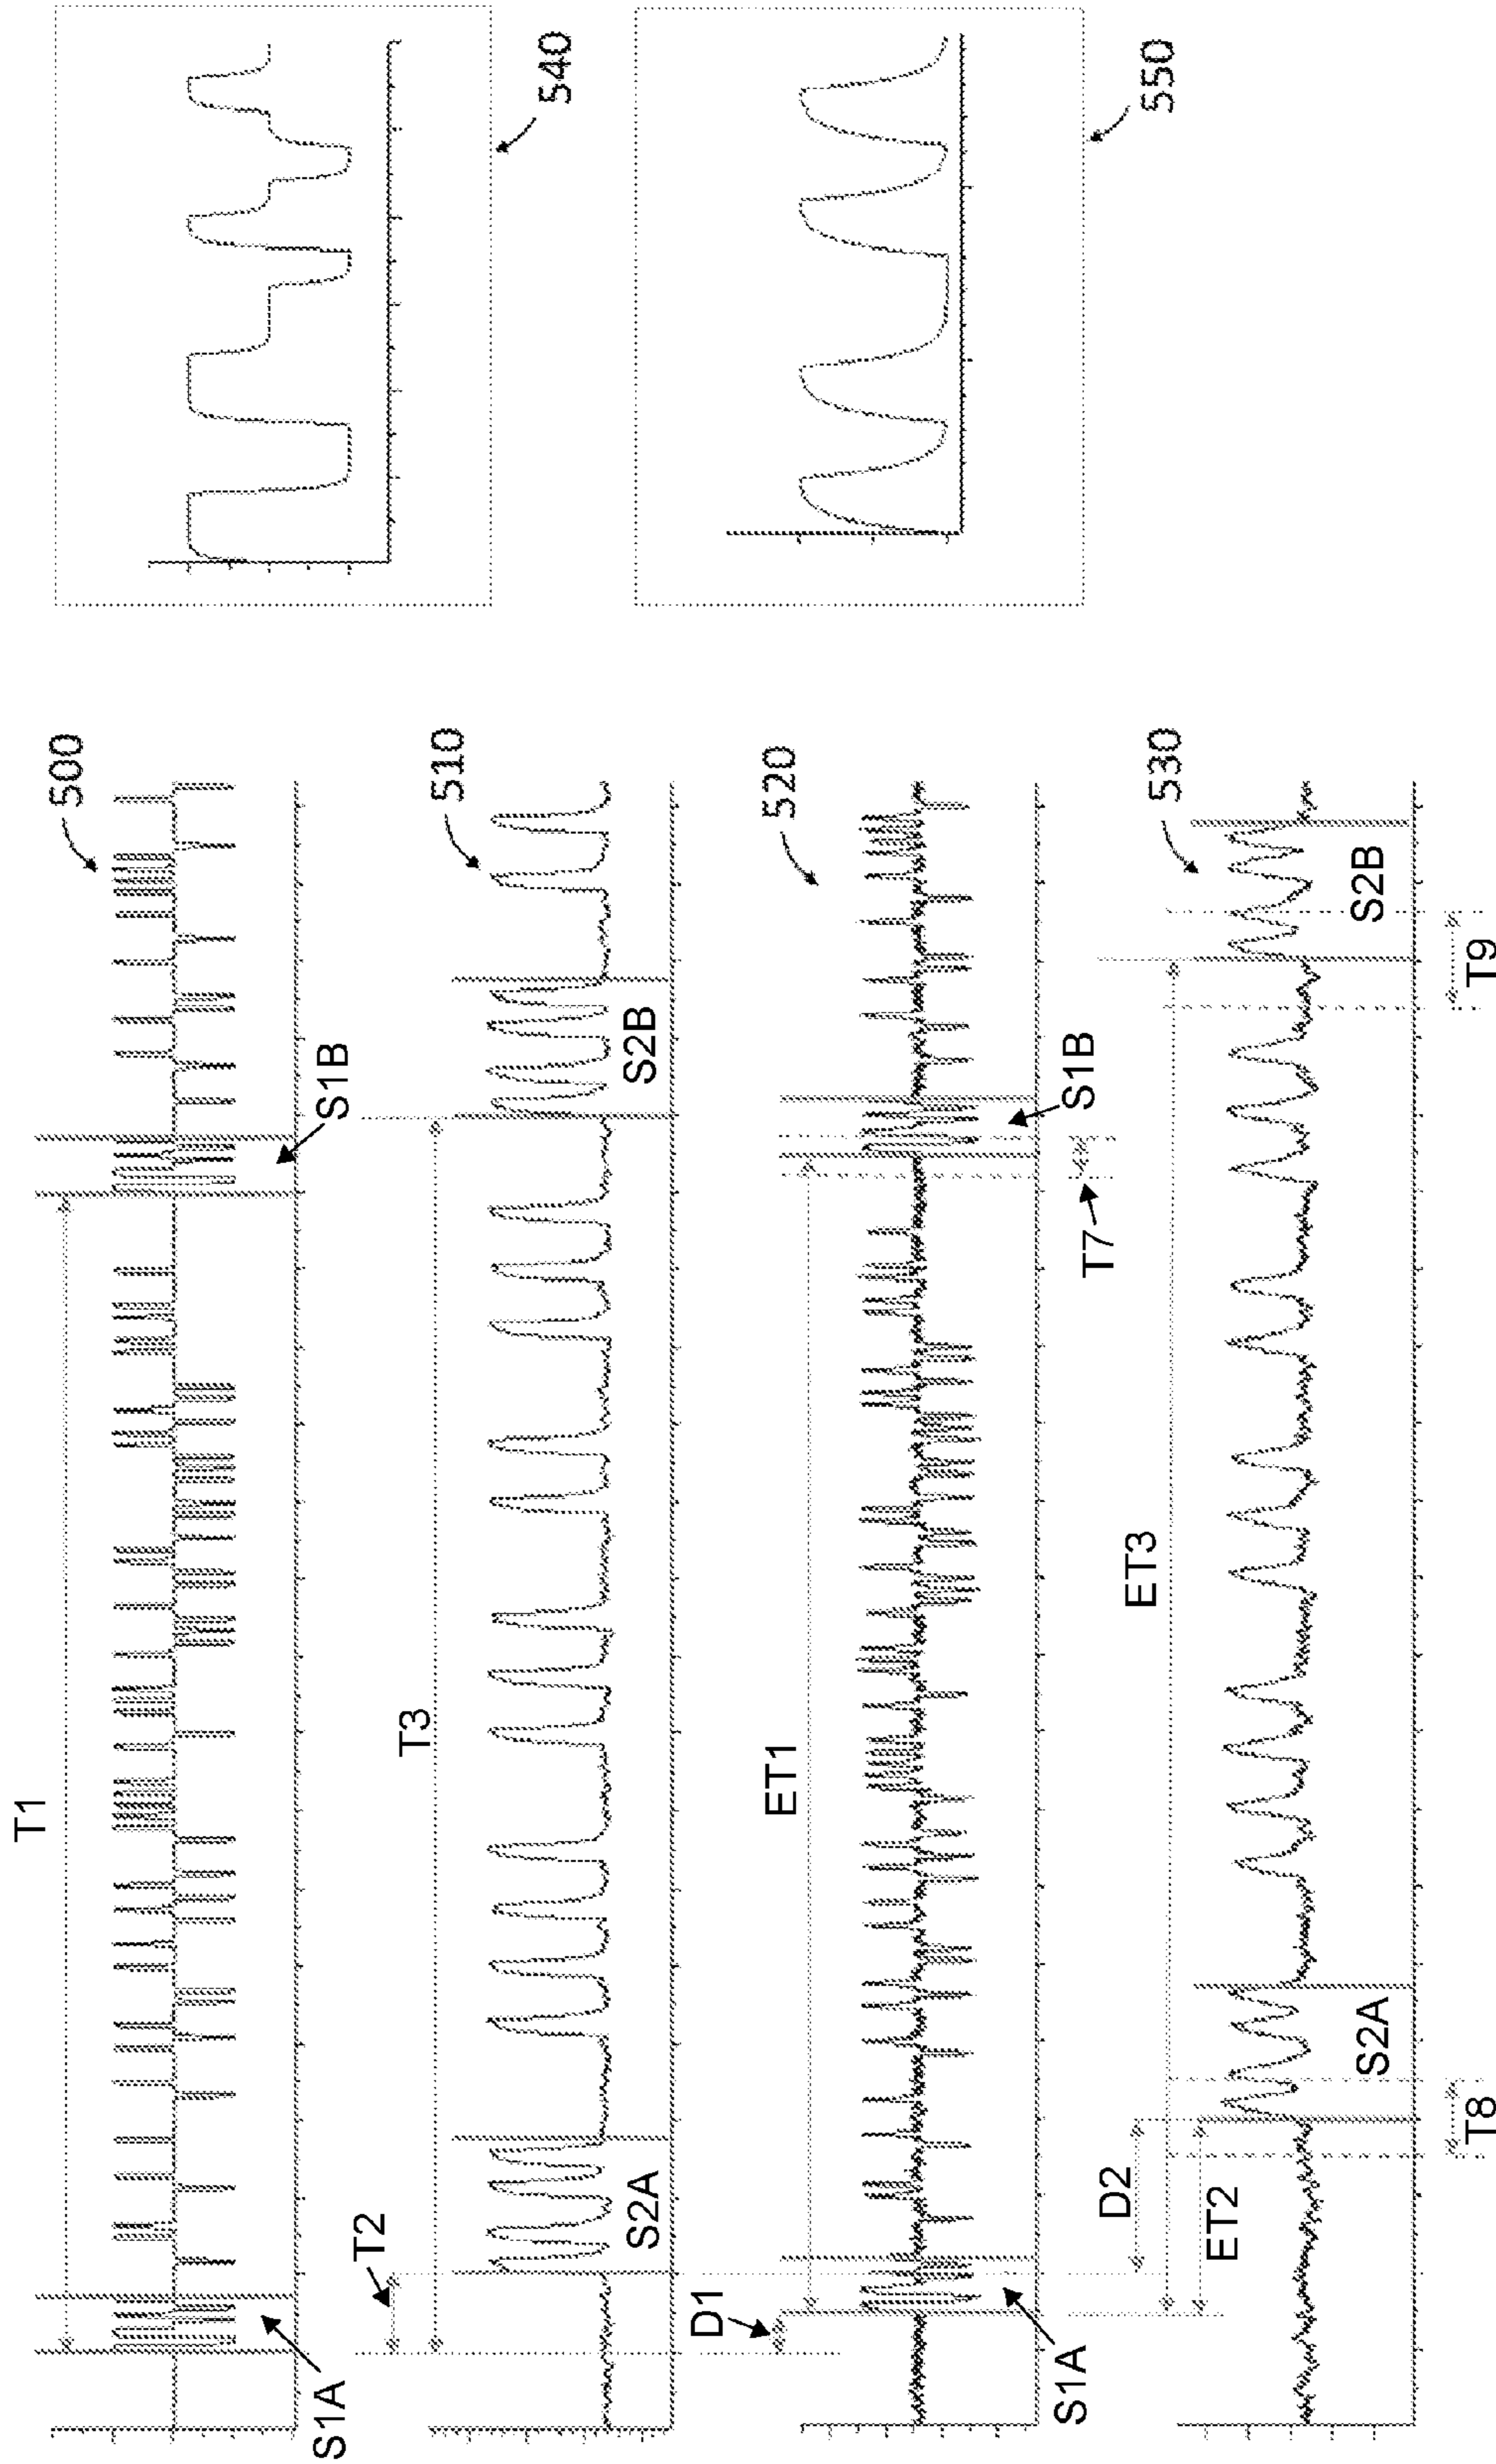 T1
500
S1A
S1B
T2
T3
510
S2A
S2B
D1
ET1
520
S1A
S1B
T7
D2
ET2
ET3
530
S2A
S2B
T8
T9
540
550